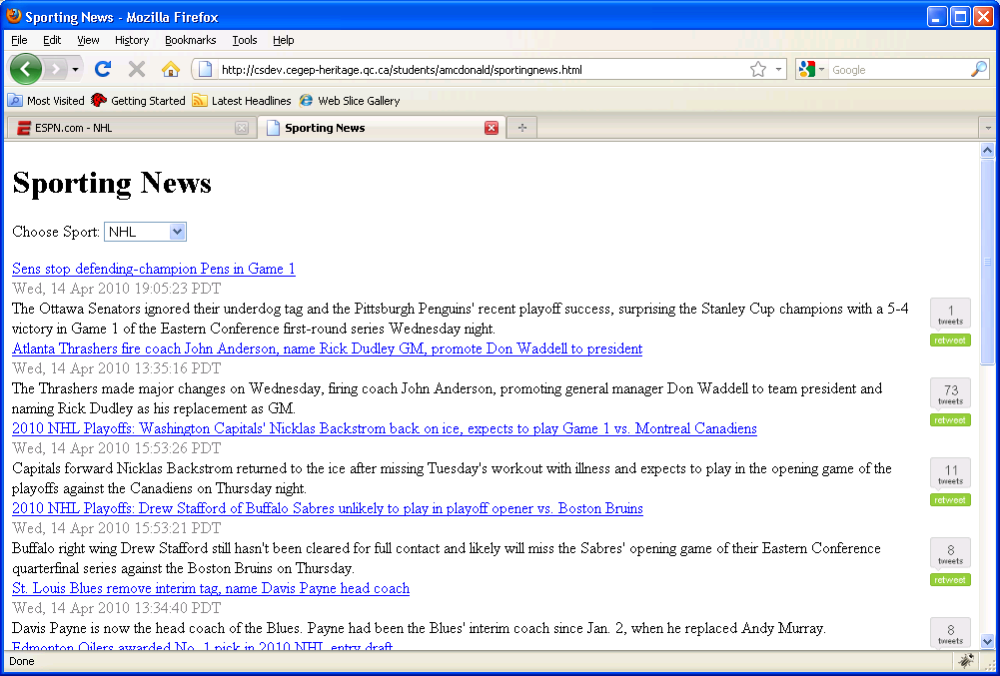 Sporting News - Mozilla Firefox
File Edit View History Bookmarks Tools Help
http://csdev.cegep-heritage.qc.ca/students/amcdonald/sportingnews.html
Google
Most Visited Getting Started Latest Headlines Web Slice Gallery
ESPN.com - NHL
Sporting News
Sporting News
Choose Sport: NHL
Sens stop defending-champion Pens in Game 1
Wed, 14 Apr 2010 19:05:23 PDT
The Ottawa Senators ignored their underdog tag and the Pittsburgh Penguins' recent playoff success, surprising the Stanley Cup champions with a 5-4
victory in Game 1 of the Eastern Conference first-round series Wednesday night.
1
tweets
retweet
Atlanta Thrashers fire coach John Anderson, name Rick Dudley GM, promote Don Waddell to president
Wed, 14 Apr 2010 13:35:16 PDT
The Thrashers made major changes on Wednesday, firing coach John Anderson, promoting general manager Don Waddell to team president and
naming Rick Dudley as his replacement as GM.
73
tweets
retweet
2010 NHL Playoffs: Washington Capitals' Nicklas Backstrom back on ice, expects to play Game 1 vs. Montreal Canadiens
Wed, 14 Apr 2010 15:53:26 PDT
Capitals forward Nicklas Backstrom returned to the ice after missing Tuesday's workout with illness and expects to play in the opening game of the
playoffs against the Canadiens on Thursday night.
11
tweets
retweet
2010 NHL Playoffs: Drew Stafford of Buffalo Sabres unlikely to play in playoff opener vs. Boston Bruins
Wed, 14 Apr 2010 15:53:21 PDT
Buffalo right wing Drew Stafford still hasn't been cleared for full contact and likely will miss the Sabres' opening game of their Eastern Conference
quarterfinal series against the Boston Bruins on Thursday.
8
tweets
retweet
St. Louis Blues remove interim tag, name Davis Payne head coach
Wed, 14 Apr 2010 13:34:40 PDT
Davis Payne is now the head coach of the Blues. Payne had been the Blues' interim coach since Jan. 2, when he replaced Andy Murray.
8
tweets
Edmonton Oilers awarded No. 1 pick in 2010 NHL entry draft
Done